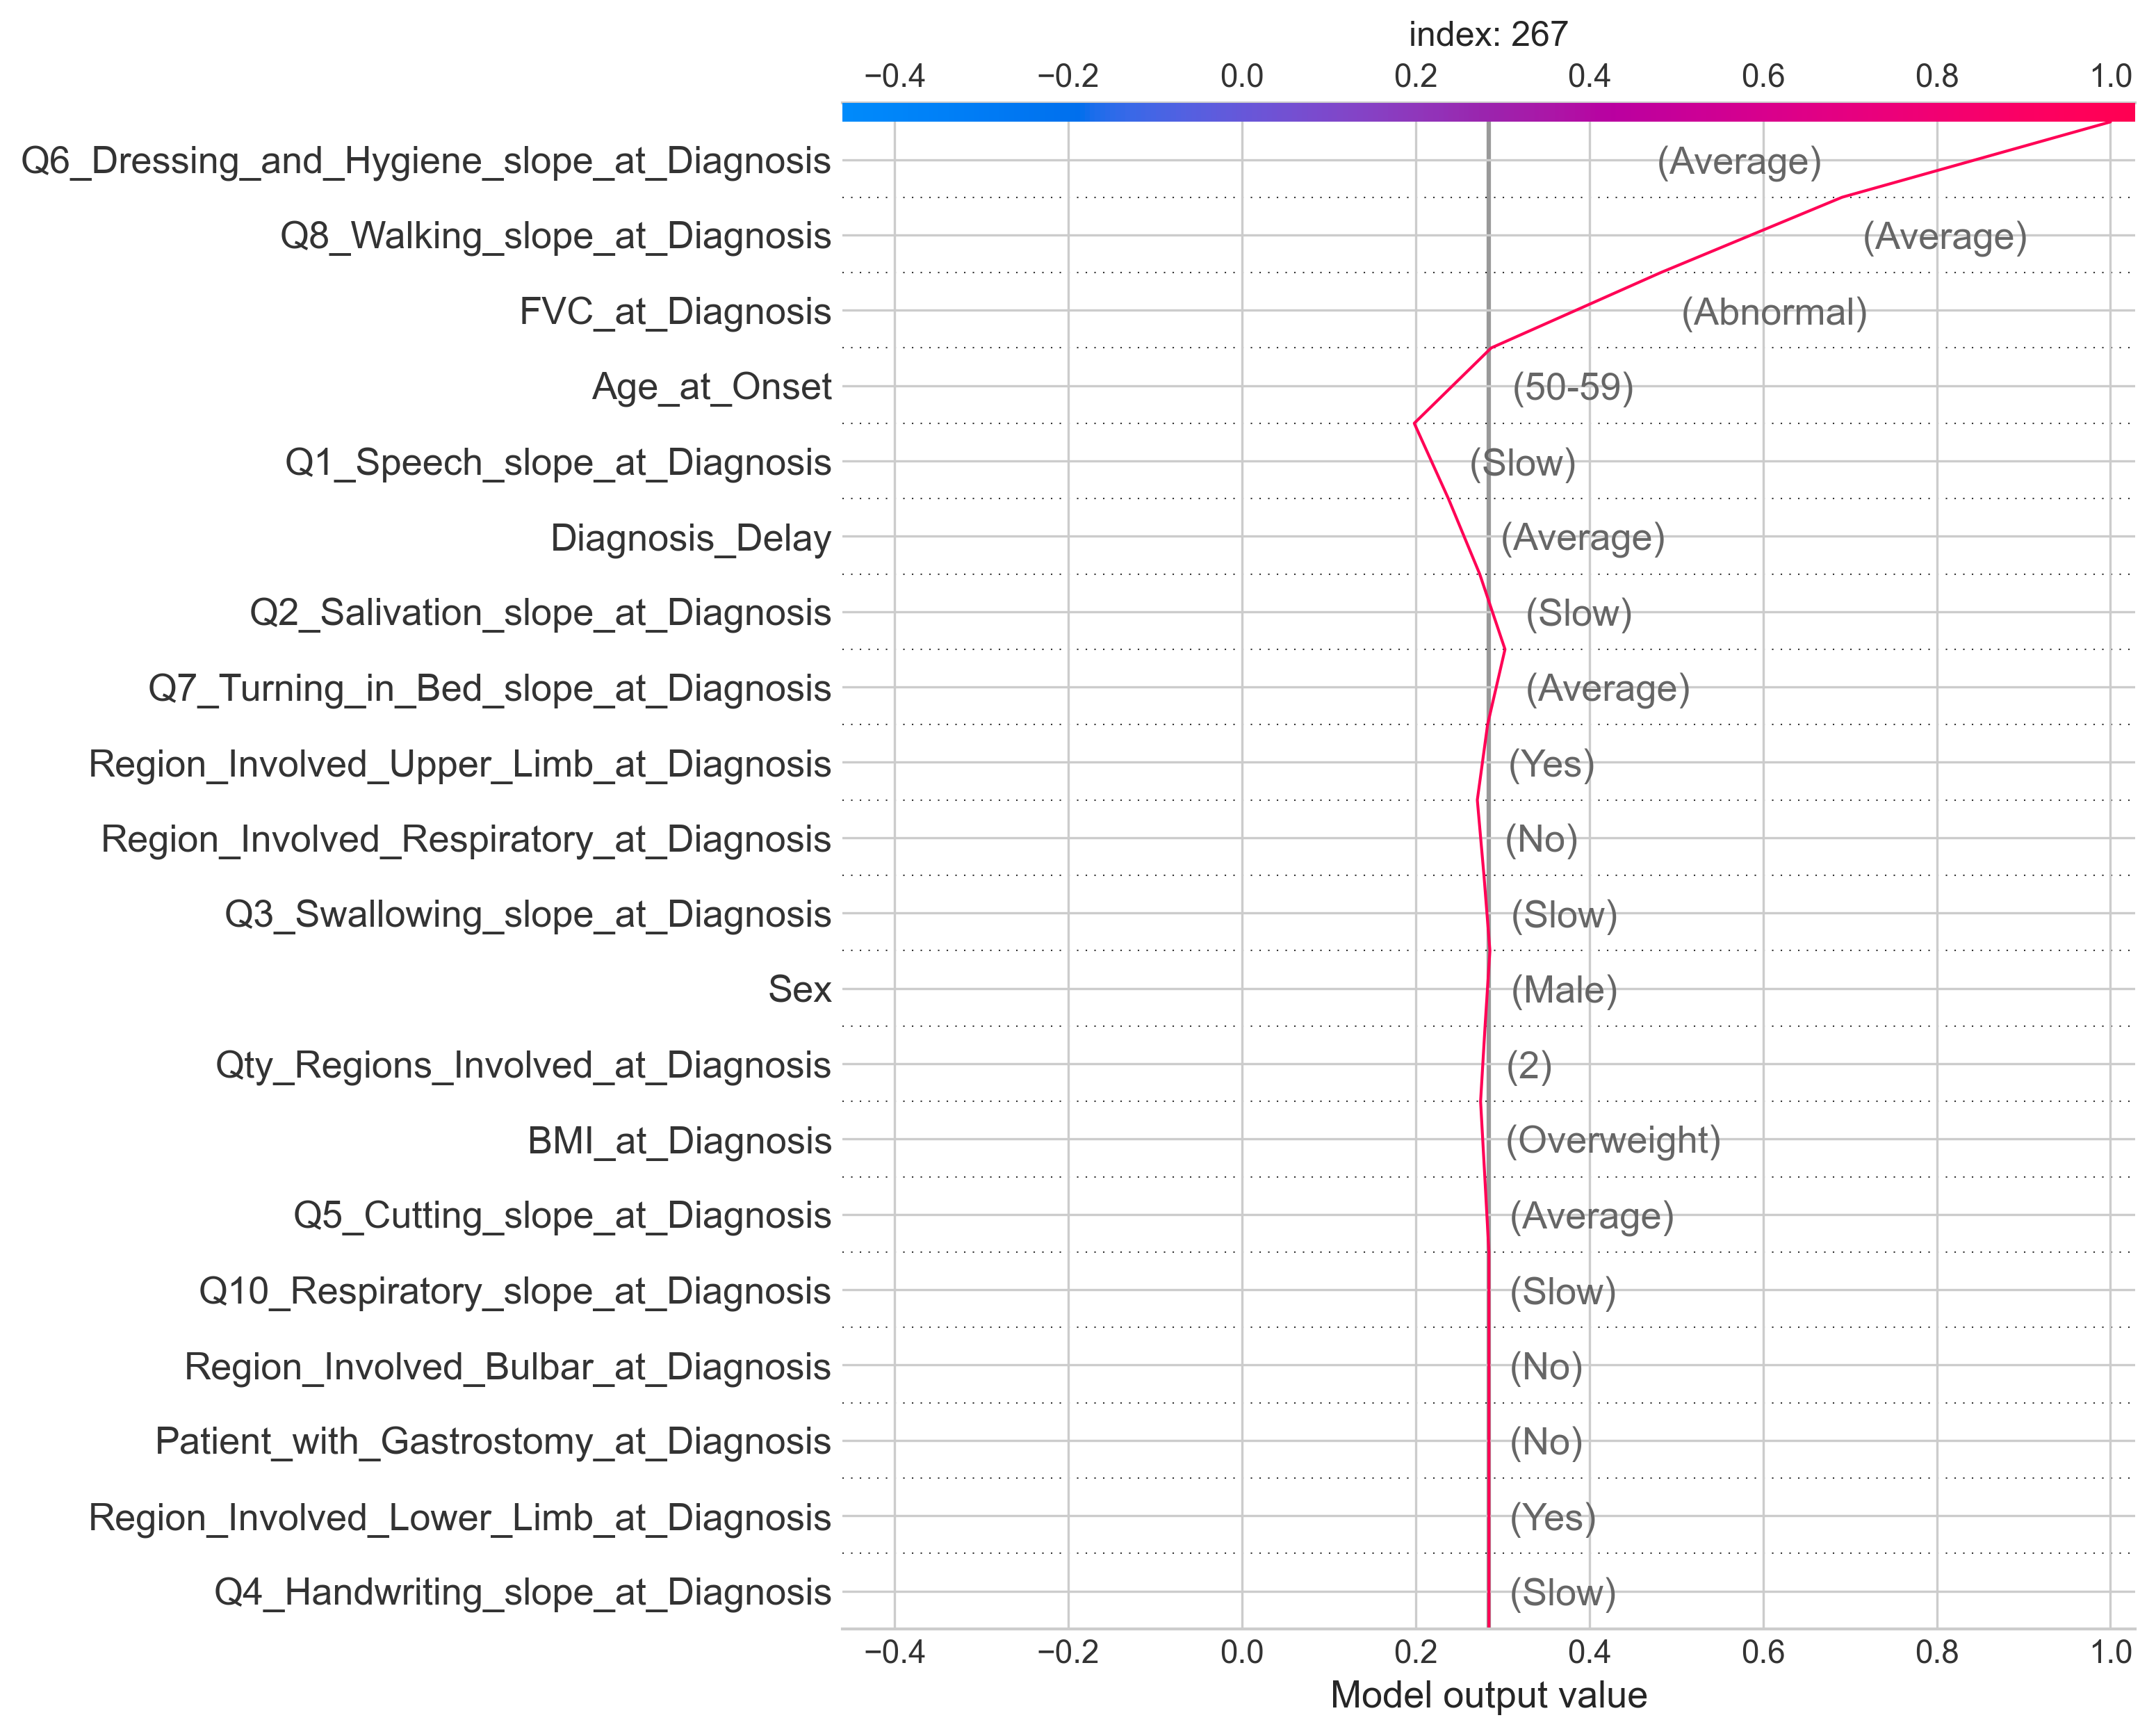 index: 267
−0.4 −0.2 0.0 0.2 0.4 0.6 0.8 1.0
Q6_Dressing_and_Hygiene_slope_at_Diagnosis (Average)
Q8_Walking_slope_at_Diagnosis (Average)
FVC_at_Diagnosis (Abnormal)
Age_at_Onset (50-59)
Q1_Speech_slope_at_Diagnosis (Slow)
Diagnosis_Delay (Average)
Q2_Salivation_slope_at_Diagnosis (Slow)
Q7_Turning_in_Bed_slope_at_Diagnosis (Average)
Region_Involved_Upper_Limb_at_Diagnosis (Yes)
Region_Involved_Respiratory_at_Diagnosis (No)
Q3_Swallowing_slope_at_Diagnosis (Slow)
Sex (Male)
Qty_Regions_Involved_at_Diagnosis (2)
BMI_at_Diagnosis (Overweight)
Q5_Cutting_slope_at_Diagnosis (Average)
Q10_Respiratory_slope_at_Diagnosis (Slow)
Region_Involved_Bulbar_at_Diagnosis (No)
Patient_with_Gastrostomy_at_Diagnosis (No)
Region_Involved_Lower_Limb_at_Diagnosis (Yes)
Q4_Handwriting_slope_at_Diagnosis (Slow)
−0.4 −0.2 0.0 0.2 0.4 0.6 0.8 1.0
Model output value